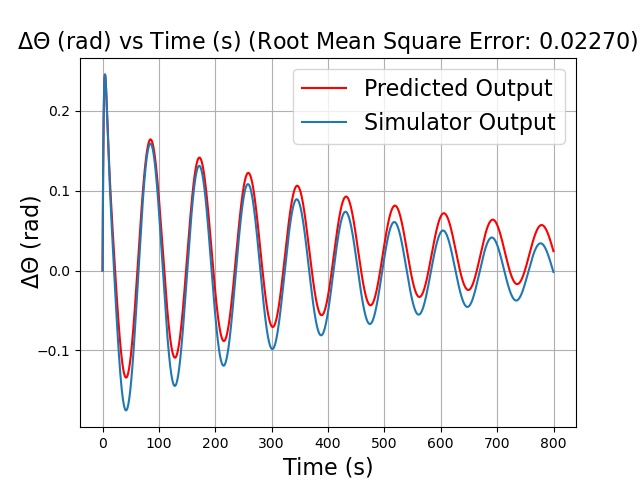 ΔΘ (rad) vs Time (s) (Root Mean Square Error: 0.02270)
Predicted Output
Simulator Output
ΔΘ (rad)
0.2
0.1
0.0
−0.1
0 100 200 300 400 500 600 700 800
Time (s)